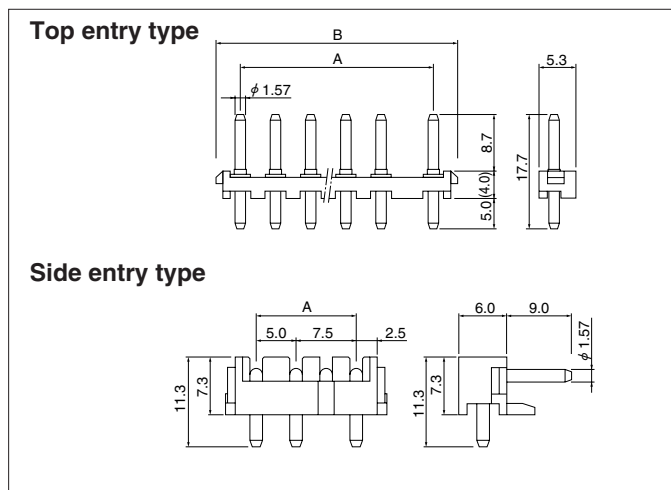 Top entry type
B
A
5.3
ϕ 1.57
8.7
17.7
(4.0)
5.0
Side entry type
A
5.0
7.5
2.5
6.0
9.0
ϕ 1.57
11.3
7.3
11.3
7.3